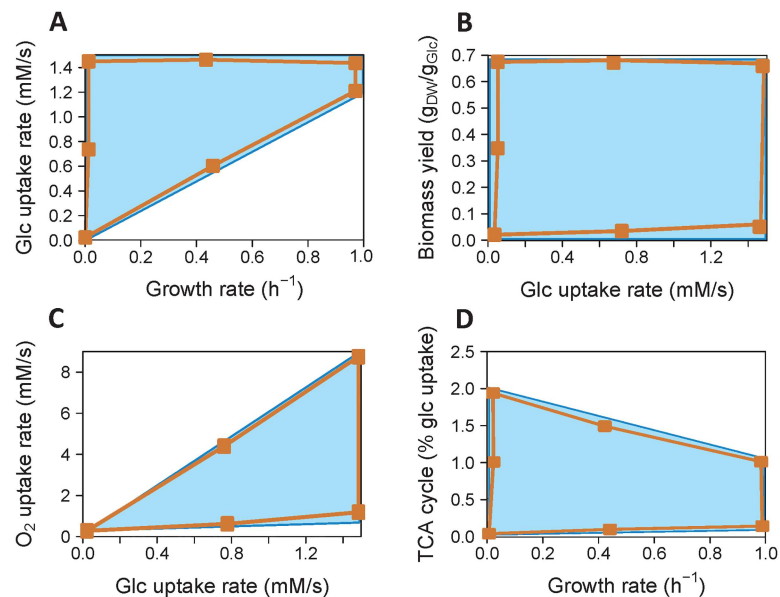 A
Glc uptake rate (mM/s)
1.4
1.2
1.0
0.8
0.6
0.4
0.2
0.0
0.0 0.2 0.4 0.6 0.8 1.0
Growth rate (h⁻¹)
B
Biomass yield (g_DW/g_Glc)
0.7
0.6
0.5
0.4
0.3
0.2
0.1
0.0
0.0 0.4 0.8 1.2
Glc uptake rate (mM/s)
C
O₂ uptake rate (mM/s)
8
6
4
2
0
0.0 0.4 0.8 1.2
Glc uptake rate (mM/s)
D
TCA cycle (% glc uptake)
2.5
2.0
1.5
1.0
0.5
0.0
0.0 0.2 0.4 0.6 0.8 1.0
Growth rate (h⁻¹)